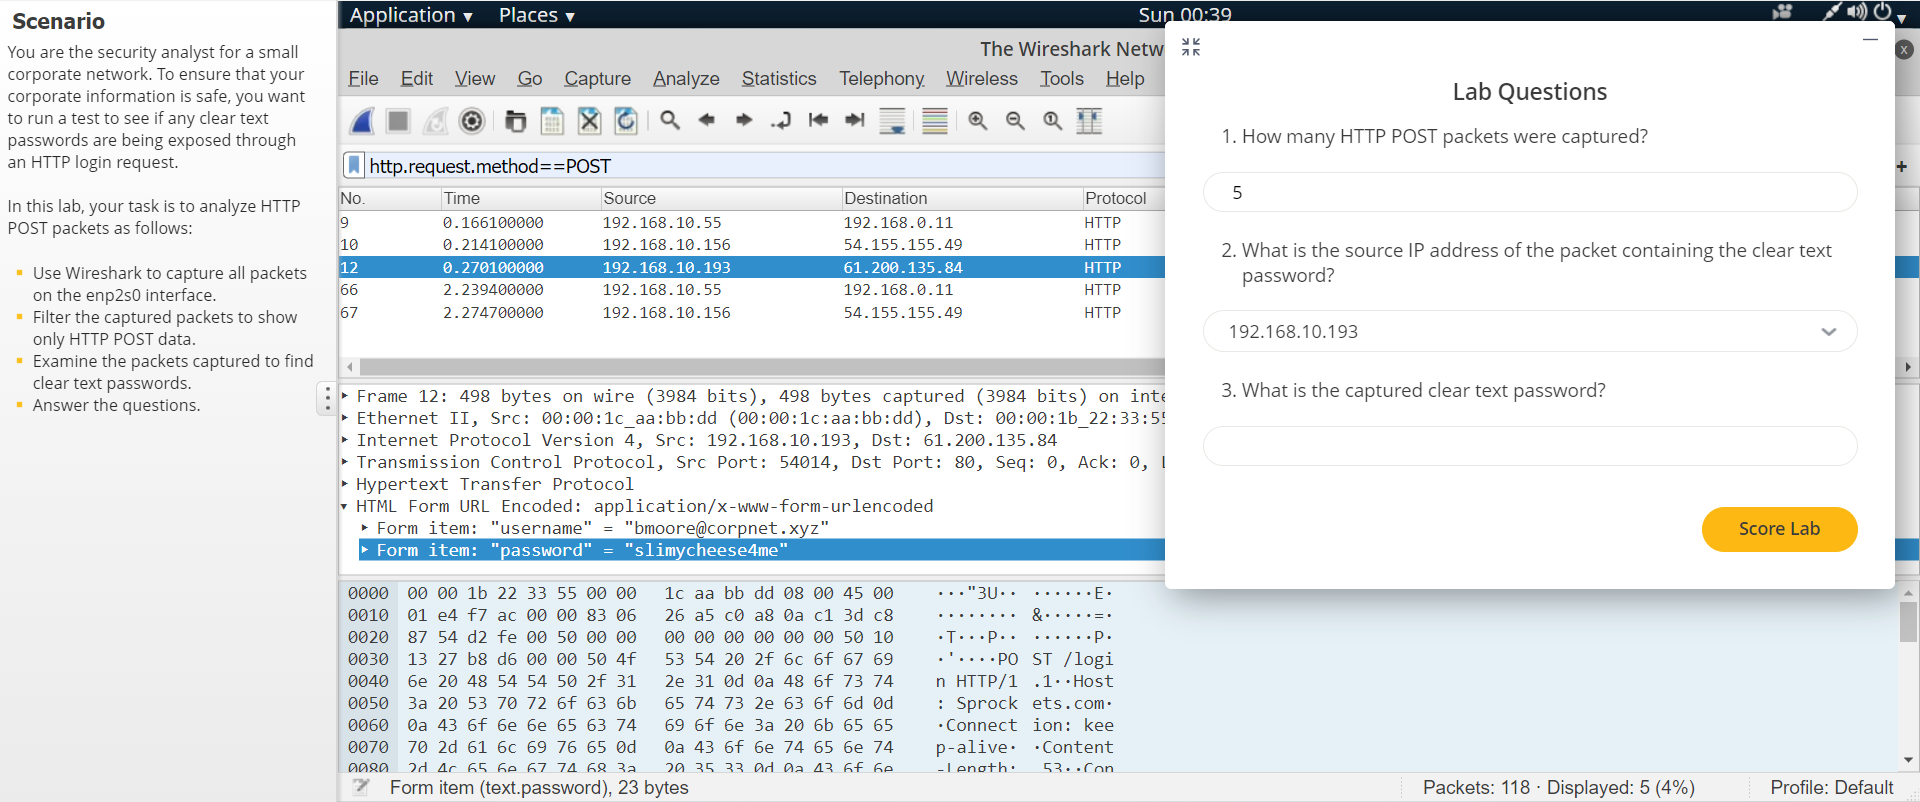 Scenario
You are the security analyst for a small
corporate network. To ensure that your
corporate information is safe, you want
to run a test to see if any clear text
passwords are being exposed through
an HTTP login request.
In this lab, your task is to analyze HTTP
POST packets as follows:
Use Wireshark to capture all packets
on the enp2s0 interface.
Filter the captured packets to show
only HTTP POST data.
Examine the packets captured to find
clear text passwords.
Answer the questions.
Application Places Sun 00:39
The Wireshark Netw
File Edit View Go Capture Analyze Statistics Telephony Wireless Tools Help
http.request.method==POST
No. Time Source Destination Protocol
9 0.166100000 192.168.10.55 192.168.0.11 HTTP
10 0.214100000 192.168.10.156 54.155.155.49 HTTP
12 0.270100000 192.168.10.193 61.200.135.84 HTTP
66 2.239400000 192.168.10.55 192.168.0.11 HTTP
67 2.274700000 192.168.10.156 54.155.155.49 HTTP
Frame 12: 498 bytes on wire (3984 bits), 498 bytes captured (3984 bits) on inte
Ethernet II, Src: 00:00:1c_aa:bb:dd (00:00:1c:aa:bb:dd), Dst: 00:00:1b_22:33:55
Internet Protocol Version 4, Src: 192.168.10.193, Dst: 61.200.135.84
Transmission Control Protocol, Src Port: 54014, Dst Port: 80, Seq: 0, Ack: 0, L
Hypertext Transfer Protocol
HTML Form URL Encoded: application/x-www-form-urlencoded
Form item: "username" = "bmoore@corpnet.xyz"
Form item: "password" = "slimycheese4me"
0000 00 00 1b 22 33 55 00 00 1c aa bb dd 08 00 45 00 ···"3U·· ······E·
0010 01 e4 f7 ac 00 00 83 06 26 a5 c0 a8 0a c1 3d c8 ········ &·····=·
0020 87 54 d2 fe 00 50 00 00 00 00 00 00 00 00 50 10 ·T···P·· ······P·
0030 13 27 b8 d6 00 00 50 4f 53 54 20 2f 6c 6f 67 69 ·'····PO ST /logi
0040 6e 20 48 54 54 50 2f 31 2e 31 0d 0a 48 6f 73 74 n HTTP/1 .1··Host
0050 3a 20 53 70 72 6f 63 6b 65 74 73 2e 63 6f 6d 0d : Sprock ets.com·
0060 0a 43 6f 6e 6e 65 63 74 69 6f 6e 3a 20 6b 65 65 ·Connect ion: kee
0070 70 2d 61 6c 69 76 65 0d 0a 43 6f 6e 74 65 6e 74 p-alive· ·Content
0080 2d 4c 65 6e 67 74 68 3a 20 35 33 0d 0a 43 6f 6e -Length: 53··Con
Form item (text.password), 23 bytes Packets: 118 · Displayed: 5 (4%) Profile: Default
Lab Questions
1. How many HTTP POST packets were captured?
5
2. What is the source IP address of the packet containing the clear text
password?
192.168.10.193
3. What is the captured clear text password?
Score Lab